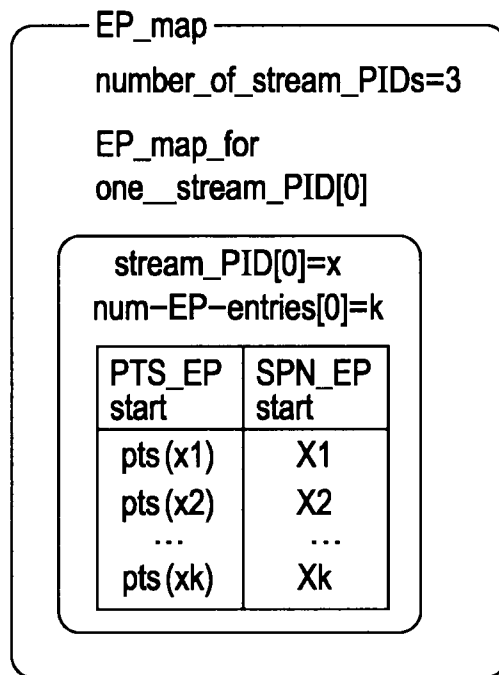 EP_map
number_of_stream_PIDs=3
EP_map_for
one__stream_PID[0]
stream_PID[0]=x
num-EP-entries[0]=k
PTS_EP SPN_EP
start start
pts(x1) X1
pts(x2) X2
... ...
pts(xk) Xk